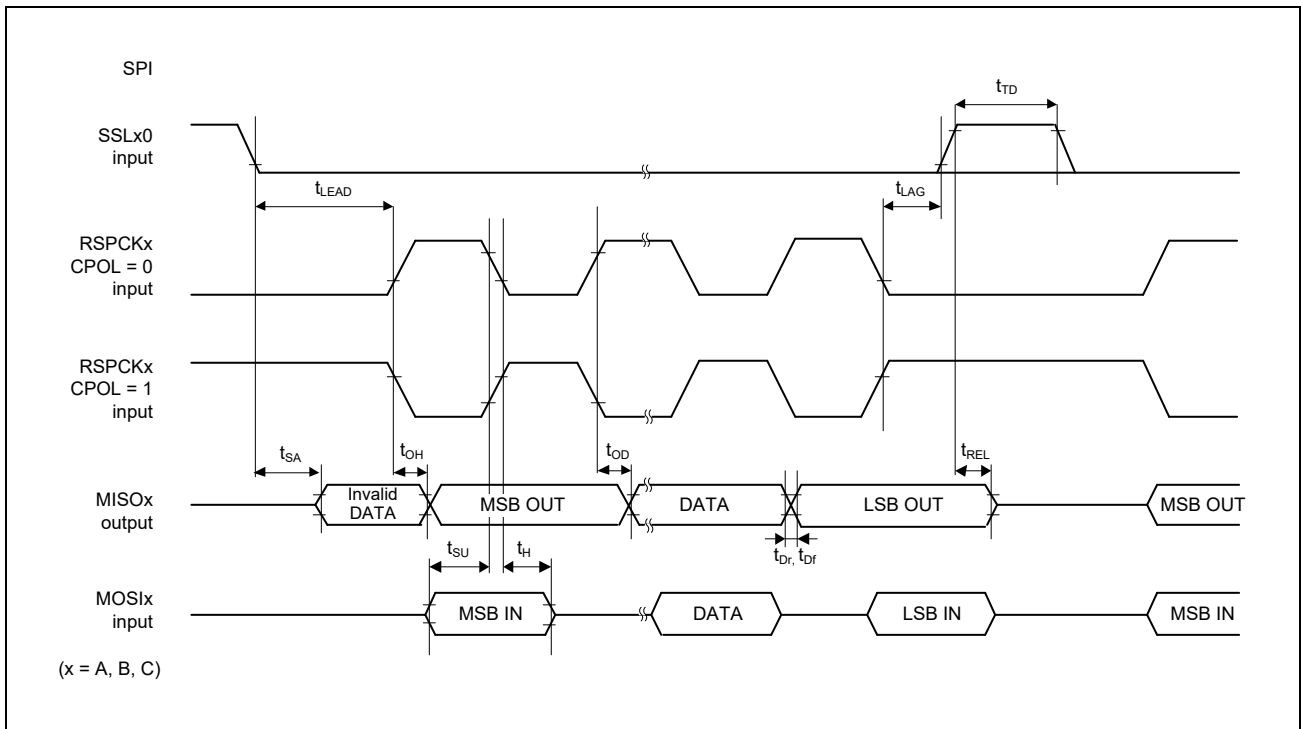 SPI
tTD
SSLx0
input
tLEAD
tLAG
RSPCKx
CPOL = 0
input
RSPCKx
CPOL = 1
input
tSA
tOH
tOD
tREL
MISOx
output
Invalid
DATA
MSB OUT
DATA
LSB OUT
MSB OUT
tSU
tH
tDr, tDf
MOSIx
input
MSB IN
DATA
LSB IN
MSB IN
(x = A, B, C)